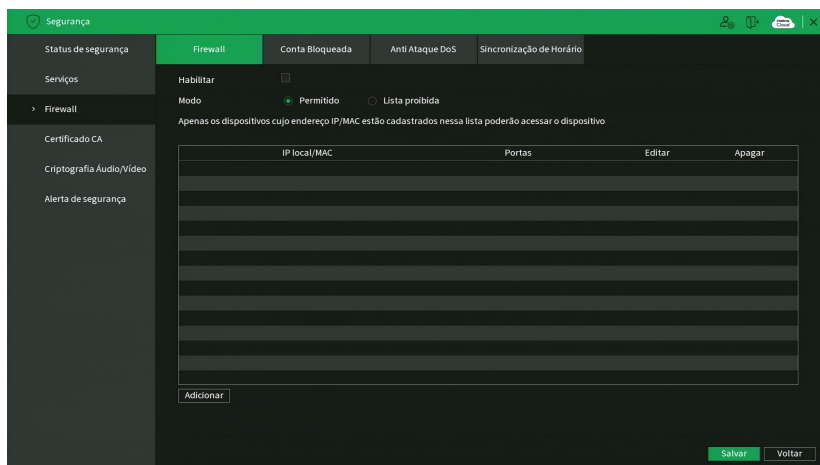 Segurança
Cloud
Status de segurança
Serviços
Firewall
Certificado CA
Criptografia Áudio/Vídeo
Alerta de segurança
Firewall
Conta Bloqueada
Anti Ataque DoS
Sincronização de Horário
Habilitar
Modo
Permitido
Lista proibida
Apenas os dispositivos cujo endereço IP/MAC estão cadastrados nessa lista poderão acessar o dispositivo
IP local/MAC
Portas
Editar
Apagar
Adicionar
Salvar
Voltar